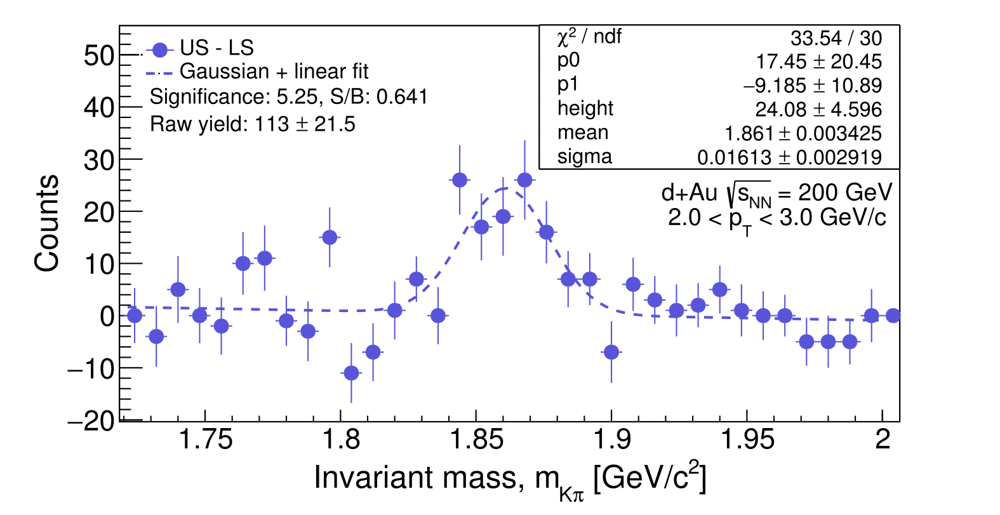 US - LS
Gaussian + linear fit
Significance: 5.25, S/B: 0.641
Raw yield: 113 ± 21.5
χ² / ndf 33.54 / 30
p0 17.45 ± 20.45
p1 −9.185 ± 10.89
height 24.08 ± 4.596
mean 1.861 ± 0.003425
sigma 0.01613 ± 0.002919
d+Au √s_NN = 200 GeV
2.0 < p_T < 3.0 GeV/c
Counts
50
40
30
20
10
0
−10
−20
1.75 1.8 1.85 1.9 1.95 2
Invariant mass, m_Kπ [GeV/c²]